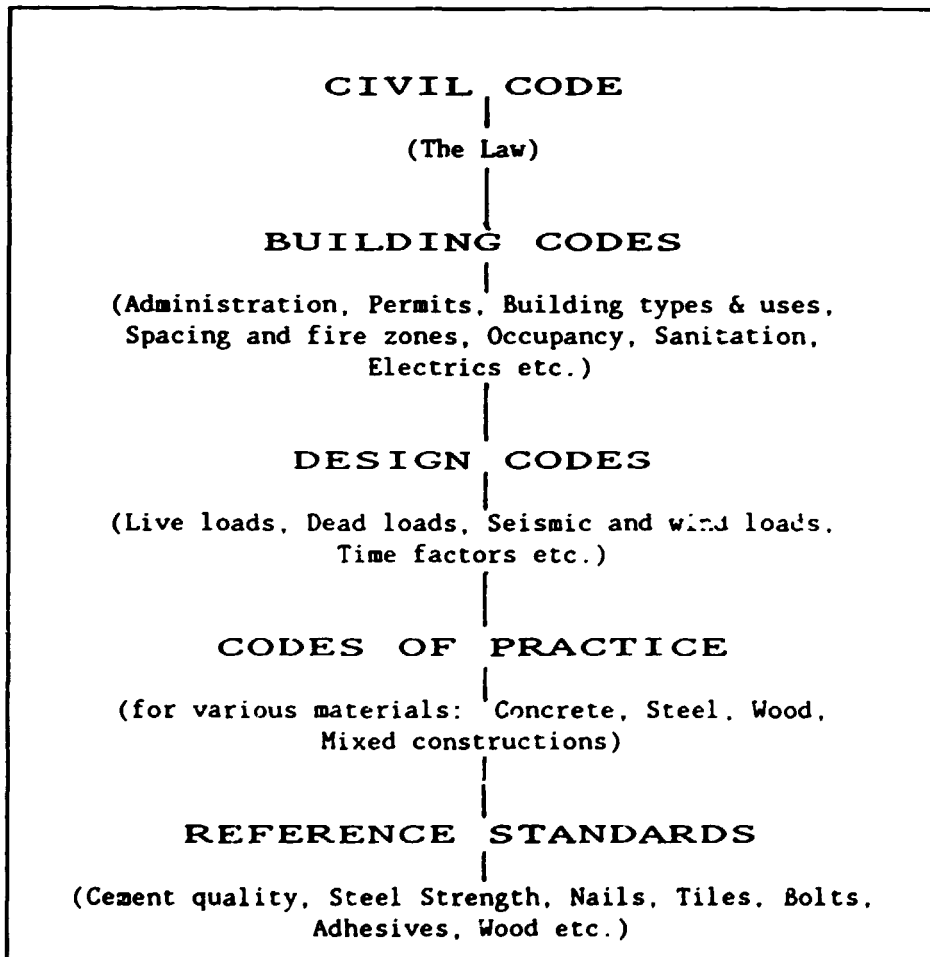 CIVIL CODE
(The Law)
BUILDING CODES
(Administration, Permits, Building types & uses,
Spacing and fire zones, Occupancy, Sanitation,
Electrics etc.)
DESIGN CODES
(Live loads, Dead loads, Seismic and wind loads,
Time factors etc.)
CODES OF PRACTICE
(for various materials: Concrete, Steel, Wood,
Mixed constructions)
REFERENCE STANDARDS
(Cement quality, Steel Strength, Nails, Tiles, Bolts,
Adhesives, Wood etc.)